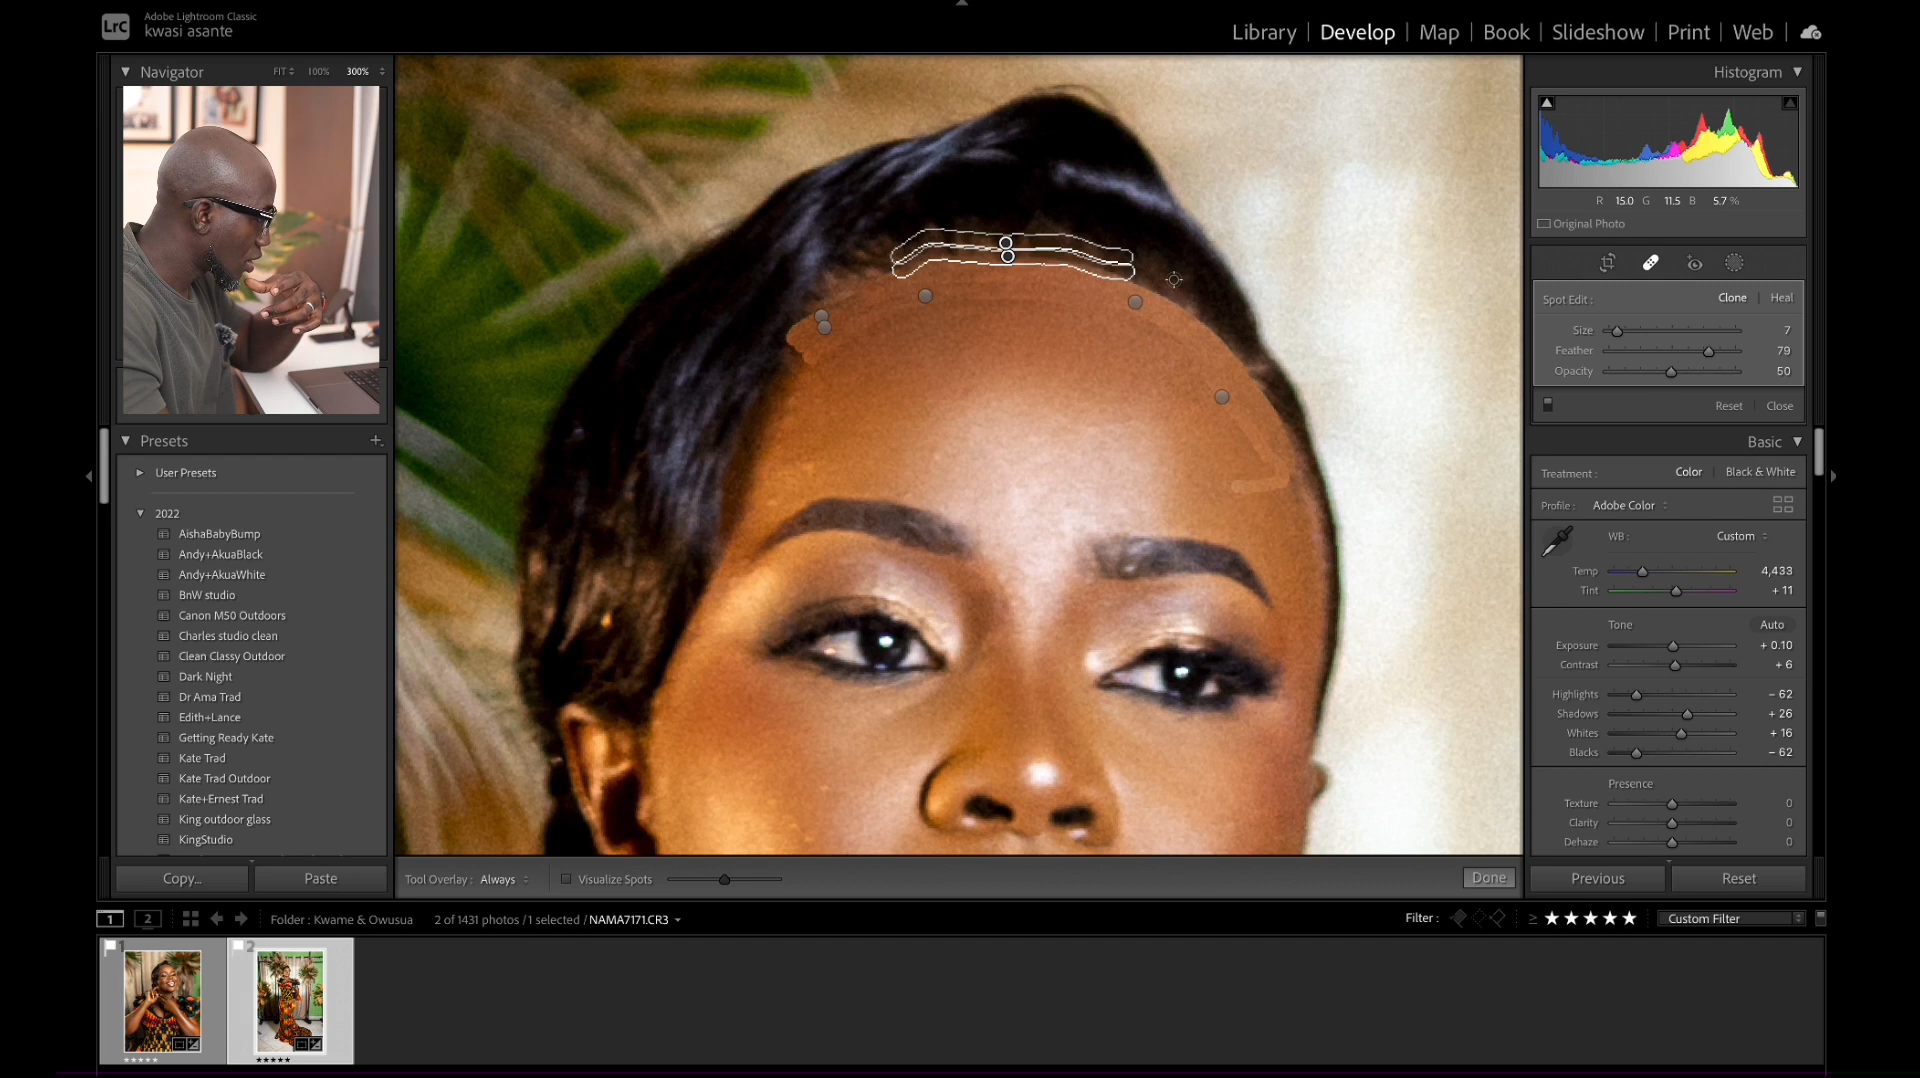 LrC
Adobe Lightroom Classic
kwasi asante
Library | Develop | Map | Book | Slideshow | Print | Web
Navigator FIT 100% 300%
Presets +
User Presets
2022
AishaBabyBump
Andy+AkuaBlack
Andy+AkuaWhite
BnW studio
Canon M50 Outdoors
Charles studio clean
Clean Classy Outdoor
Dark Night
Dr Ama Trad
Edith+Lance
Getting Ready Kate
Kate Trad
Kate Trad Outdoor
Kate+Ernest Trad
King outdoor glass
KingStudio
Copy... Paste
Tool Overlay : Always Visualize Spots Done
Histogram
R 15.0 G 11.5 B 5.7 %
Original Photo
Spot Edit : Clone | Heal
Size 7
Feather 79
Opacity 50
Reset Close
Basic
Treatment : Color | Black & White
Profile : Adobe Color
WB : Custom
Temp 4,433
Tint + 11
Tone Auto
Exposure + 0.10
Contrast + 6
Highlights − 62
Shadows + 26
Whites + 16
Blacks − 62
Presence
Texture 0
Clarity 0
Dehaze 0
Previous Reset
1 2 Folder : Kwame & Owusua 2 of 1431 photos / 1 selected / NAMA7171.CR3 Filter : ≥ ★★★★★ Custom Filter
1 2
★★★★★ ★★★★★